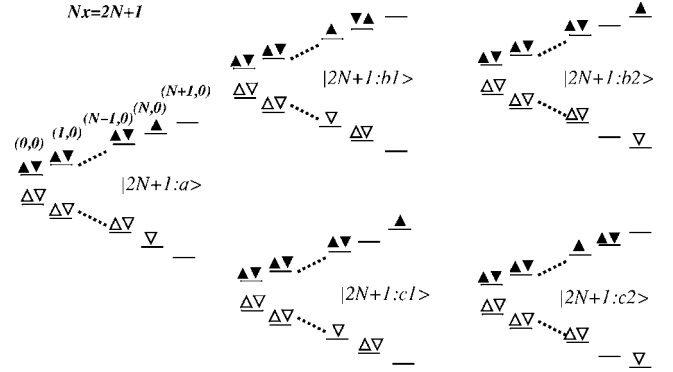 Nx=2N+1
(0,0) (1,0) (N-1,0) (N,0) (N+1,0)
|2N+1:a>
|2N+1:b1>
|2N+1:b2>
|2N+1:c1>
|2N+1:c2>